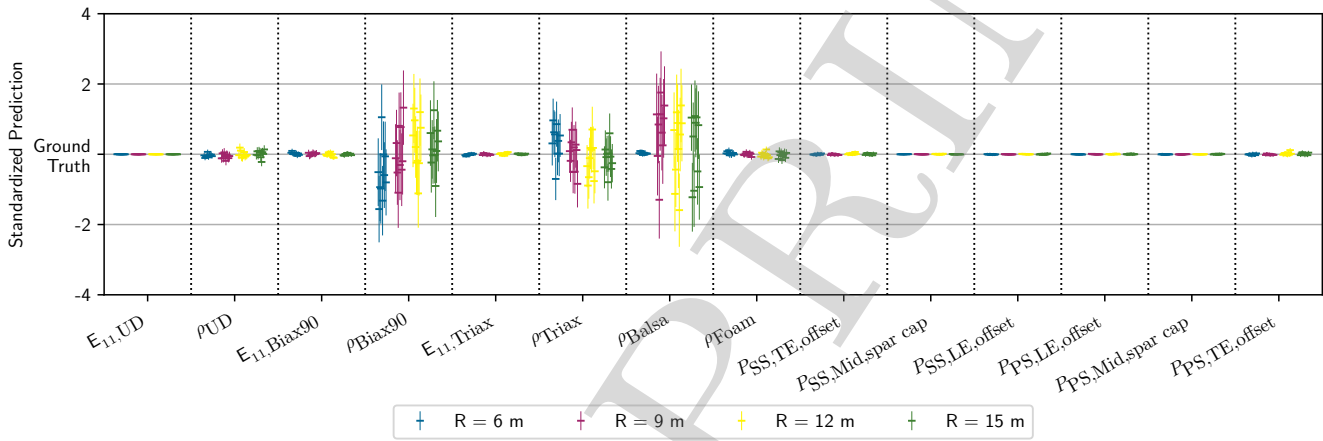 Standardized Prediction
4
2
Ground
Truth
-2
-4
E11,UD
ρUD
E11,Biax90
ρBiax90
E11,Triax
ρTriax
ρBalsa
ρFoam
PSS,TE,offset
PSS,Mid,spar cap
PSS,LE,offset
PPS,LE,offset
PPS,Mid,spar cap
PPS,TE,offset
R = 6 m
R = 9 m
R = 12 m
R = 15 m
PRI